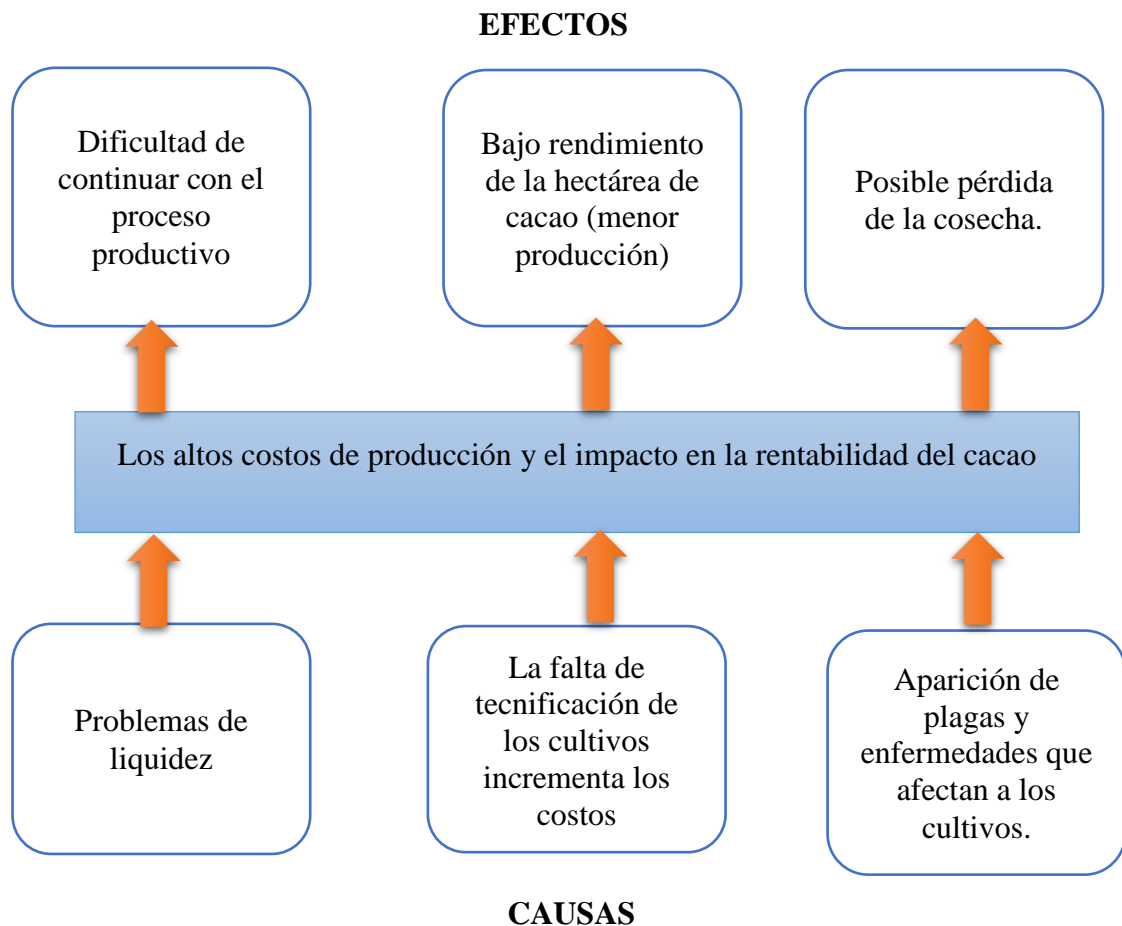 EFECTOS
Dificultad de
continuar con el
proceso
productivo
Bajo rendimiento
de la hectárea de
cacao (menor
producción)
Posible pérdida
de la cosecha.
Los altos costos de producción y el impacto en la rentabilidad del cacao
Problemas de
liquidez
La falta de
tecnificación de
los cultivos
incrementa los
costos
Aparición de
plagas y
enfermedades que
afectan a los
cultivos.
CAUSAS